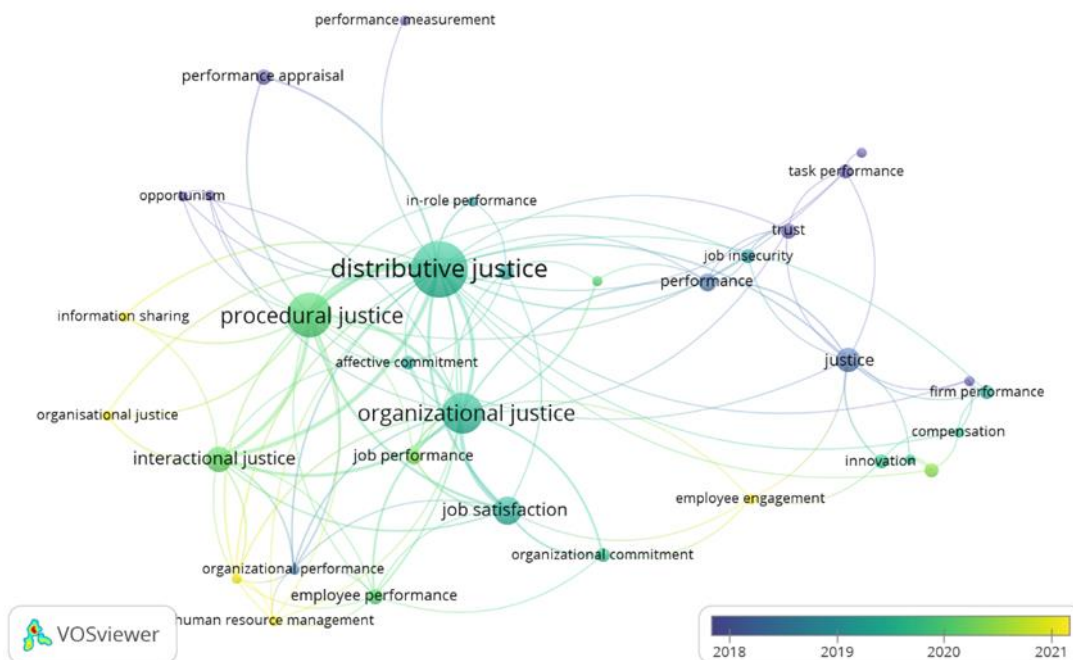 performance measurement
performance appraisal
task performance
opportunism
in-role performance
trust
job insecurity
distributive justice
performance
information sharing
procedural justice
affective commitment
justice
firm performance
organisational justice
organizational justice
compensation
interactional justice
job performance
innovation
employee engagement
job satisfaction
organizational commitment
organizational performance
employee performance
human resource management
VOSviewer
2018 2019 2020 2021